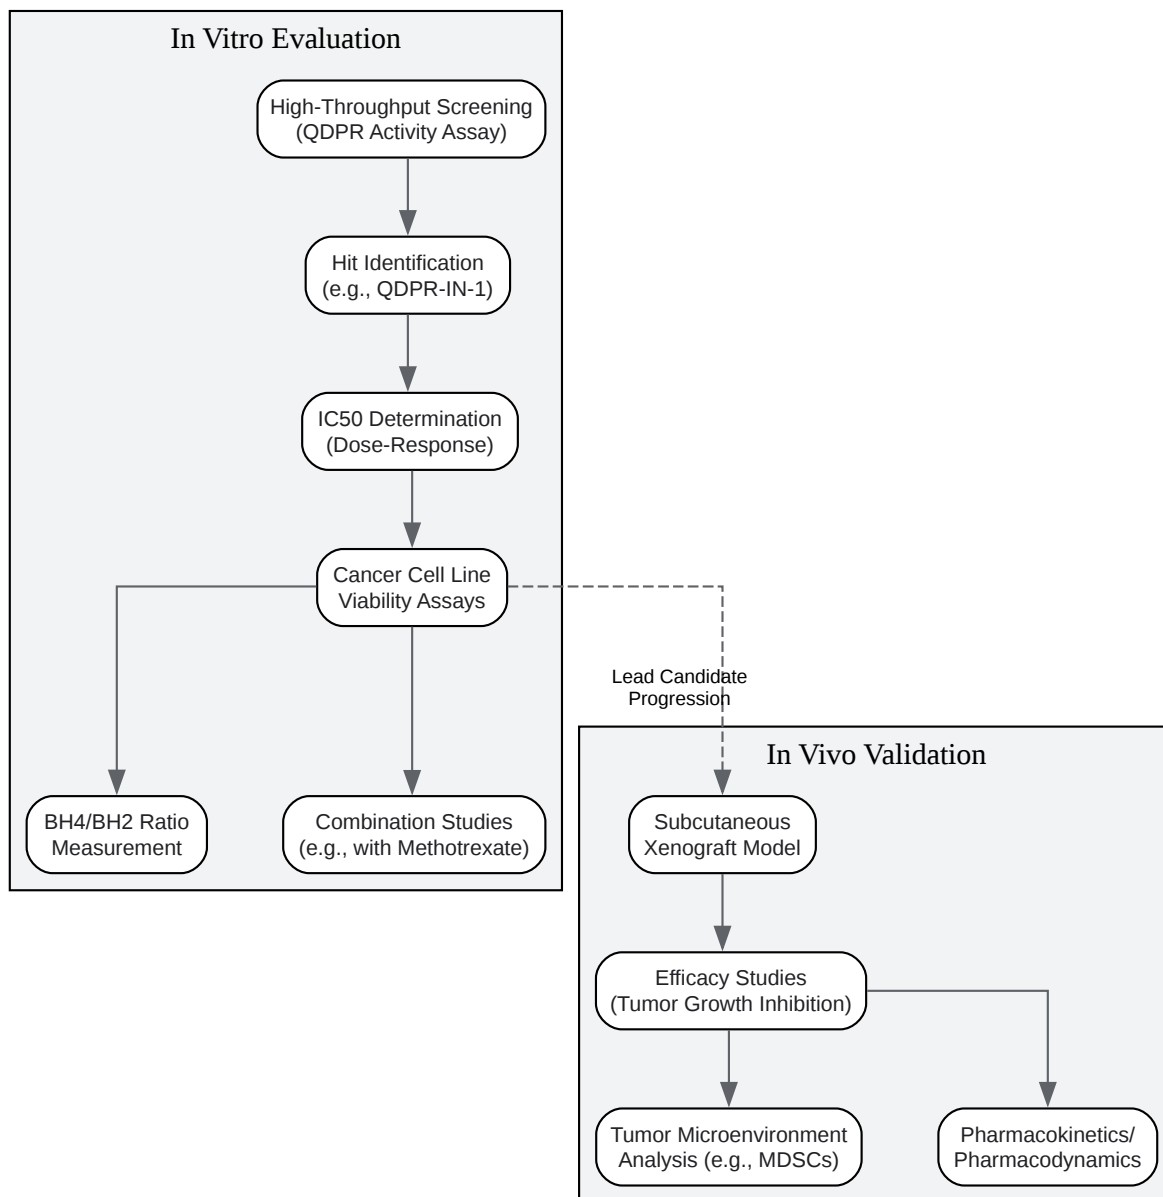 In Vitro Evaluation
High-Throughput Screening
(QDPR Activity Assay)
Hit Identification
(e.g., QDPR-IN-1)
IC50 Determination
(Dose-Response)
Cancer Cell Line
Viability Assays
Lead Candidate
Progression
BH4/BH2 Ratio
Measurement
Combination Studies
(e.g., with Methotrexate)
In Vivo Validation
Subcutaneous
Xenograft Model
Efficacy Studies
(Tumor Growth Inhibition)
Tumor Microenvironment
Analysis (e.g., MDSCs)
Pharmacokinetics/
Pharmacodynamics